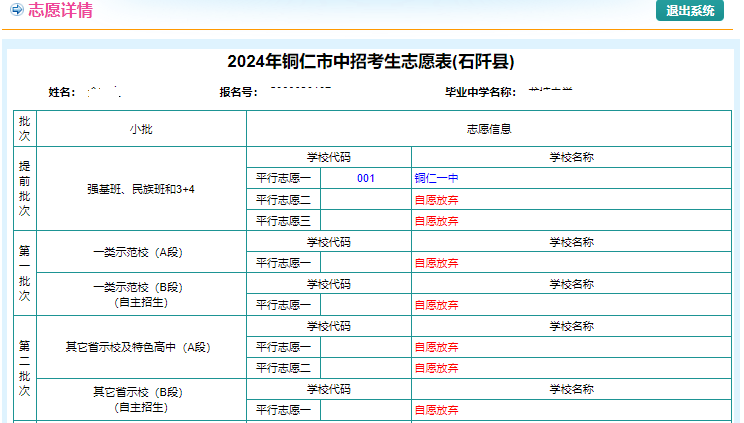 志愿详情
退出系统
2024年铜仁市中招考生志愿表(石阡县)
姓名： 报名号： 毕业中学名称：
批次 小批 志愿信息
提前批次 强基班、民族班和3+4 学校代码 学校名称
平行志愿一 001 铜仁一中
平行志愿二 自愿放弃
平行志愿三 自愿放弃
第一批次 一类示范校（A段） 学校代码 学校名称
平行志愿一 自愿放弃
一类示范校（B段） 学校代码 学校名称
(自主招生) 平行志愿一 自愿放弃
第二批次 其它省示校及特色高中（A段） 学校代码 学校名称
平行志愿一 自愿放弃
平行志愿二 自愿放弃
其它省示校（B段） 学校代码 学校名称
(自主招生) 平行志愿一 自愿放弃